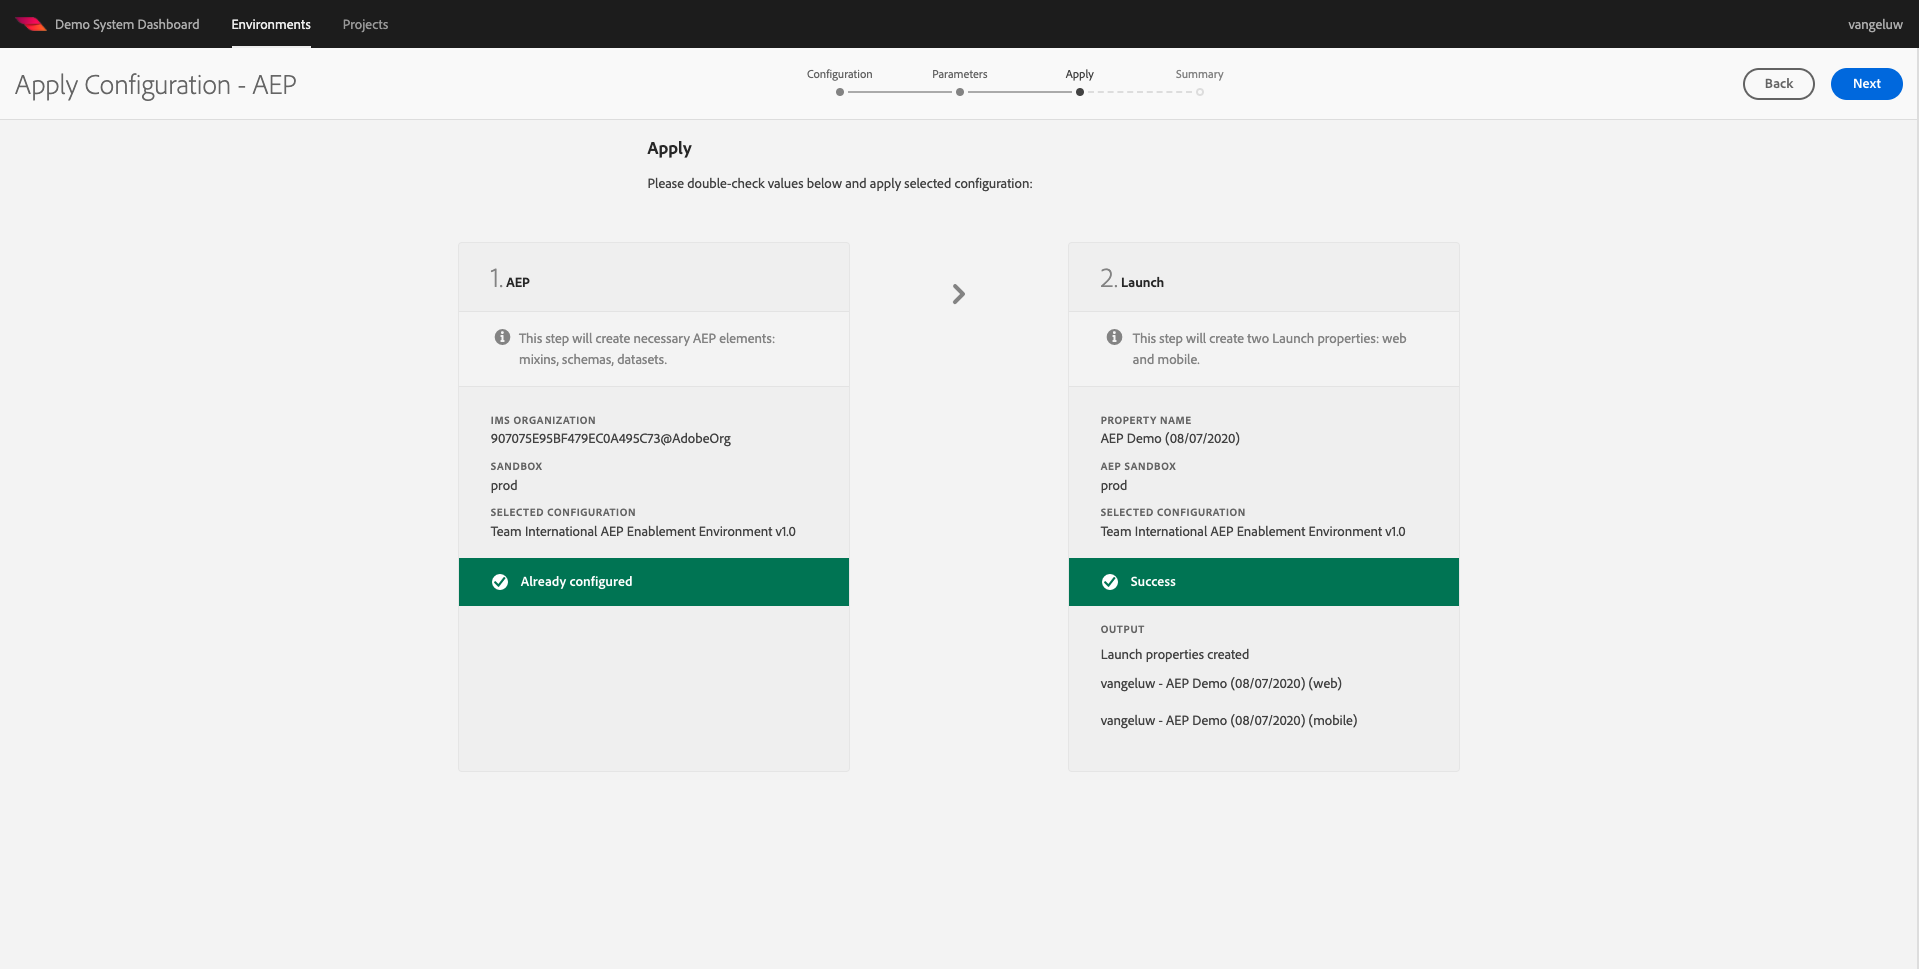 Demo System Dashboard
Environments
Projects
vangeluw
Apply Configuration - AEP
Configuration
Parameters
Apply
Summary
Back
Next
Apply
Please double-check values below and apply selected configuration:
1. AEP
This step will create necessary AEP elements:
mixins, schemas, datasets.
IMS ORGANIZATION
907075E95BF479EC0A495C73@AdobeOrg
SANDBOX
prod
SELECTED CONFIGURATION
Team International AEP Enablement Environment v1.0
Already configured
2. Launch
This step will create two Launch properties: web
and mobile.
PROPERTY NAME
AEP Demo (08/07/2020)
AEP SANDBOX
prod
SELECTED CONFIGURATION
Team International AEP Enablement Environment v1.0
Success
OUTPUT
Launch properties created
vangeluw - AEP Demo (08/07/2020) (web)
vangeluw - AEP Demo (08/07/2020) (mobile)